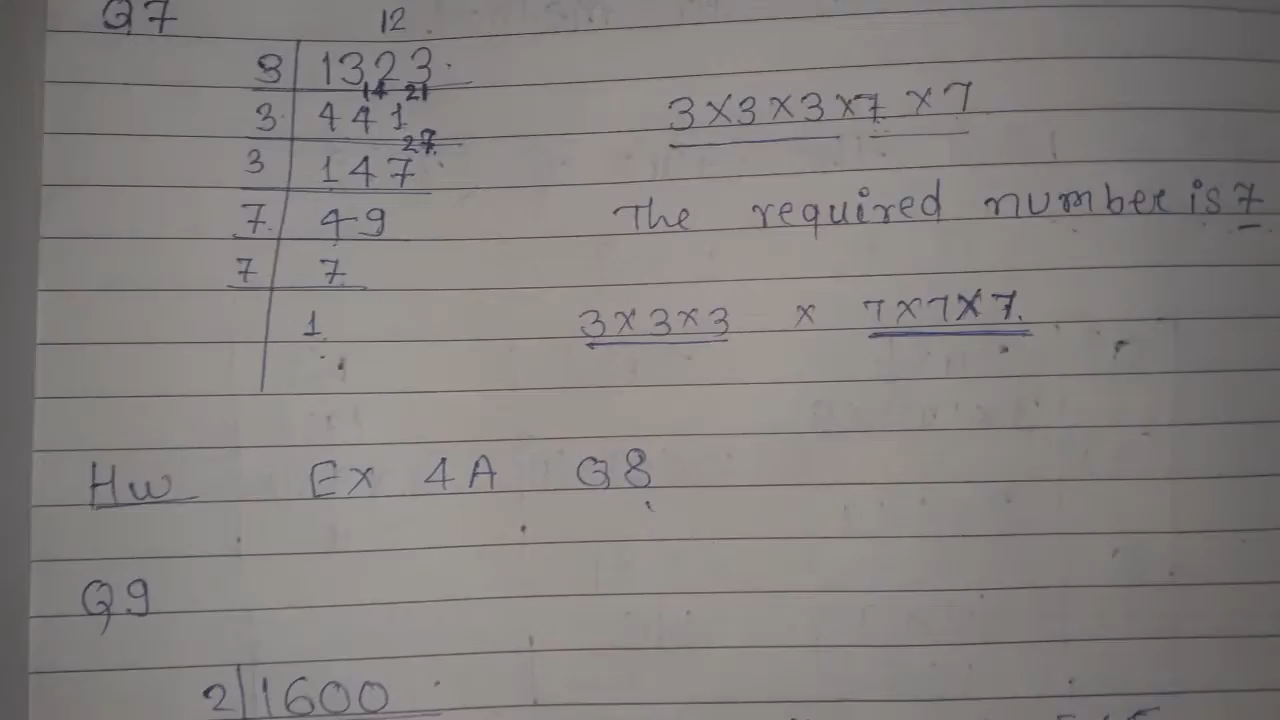 Q7
12
3 | 1323
14 21
3 | 441
3 × 3 × 3 × 7 × 7
27
3 | 147
7 | 49
The required number is 7
7 | 7
1
3×3×3 × 7×7×7
HW Ex 4A Q8
Q9
2 | 1600